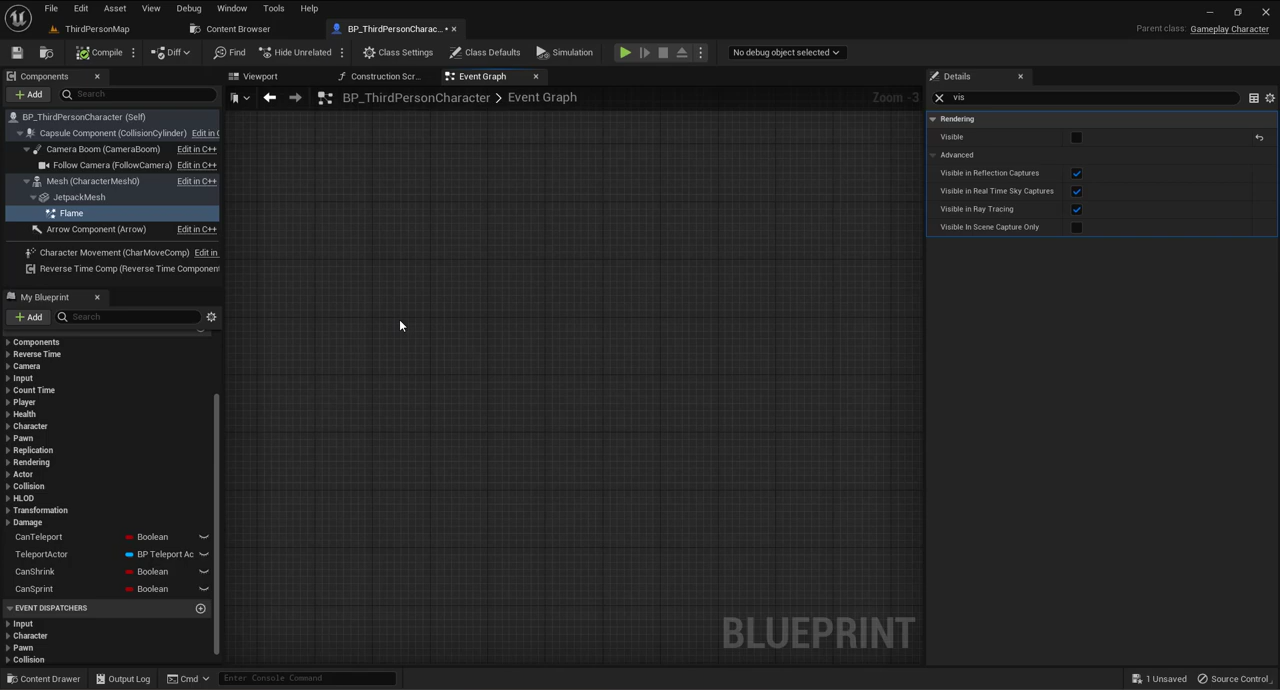 File Edit Asset View Debug Window Tools Help
ThirdPersonMap Content Browser BP_ThirdPersonCharac... •
Parent class: Gameplay Character
Compile Diff Find Hide Unrelated Class Settings Class Defaults Simulation No debug object selected
Components
+ Add Search
BP_ThirdPersonCharacter (Self)
Capsule Component (CollisionCylinder) Edit in C
Camera Boom (CameraBoom) Edit in C++
Follow Camera (FollowCamera) Edit in C++
Mesh (CharacterMesh0) Edit in C++
JetpackMesh
Flame
Arrow Component (Arrow) Edit in C++
Character Movement (CharMoveComp) Edit in
Reverse Time Comp (Reverse Time Component
My Blueprint
+ Add Search
Components
Reverse Time
Camera
Input
Count Time
Player
Health
Character
Pawn
Replication
Rendering
Actor
Collision
HLOD
Transformation
Damage
CanTeleport Boolean
TeleportActor BP Teleport Ac
CanShrink Boolean
CanSprint Boolean
EVENT DISPATCHERS
Input
Character
Pawn
Collision
Viewport Construction Scr... Event Graph
BP_ThirdPersonCharacter > Event Graph Zoom -3
BLUEPRINT
Details
vis
Rendering
Visible
Advanced
Visible in Reflection Captures
Visible in Real Time Sky Captures
Visible in Ray Tracing
Visible In Scene Capture Only
Content Drawer Output Log Cmd Enter Console Command 1 Unsaved Source Control